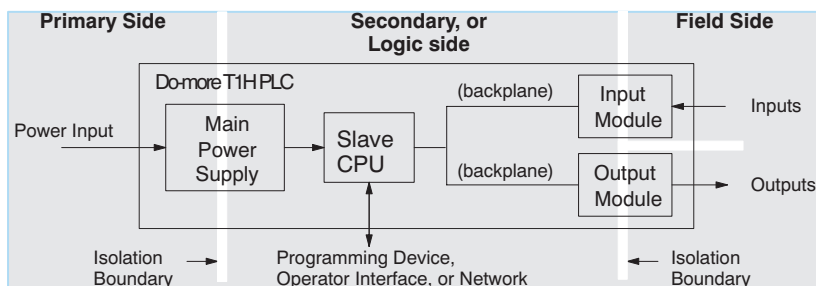 Primary Side
Secondary, or
Logic side
Field Side
Do-more T1H PLC
Power Input
Main
Power
Supply
Slave
CPU
(backplane)
(backplane)
Input
Module
Output
Module
Inputs
Outputs
Isolation
Boundary
Programming Device,
Operator Interface, or Network
Isolation
Boundary